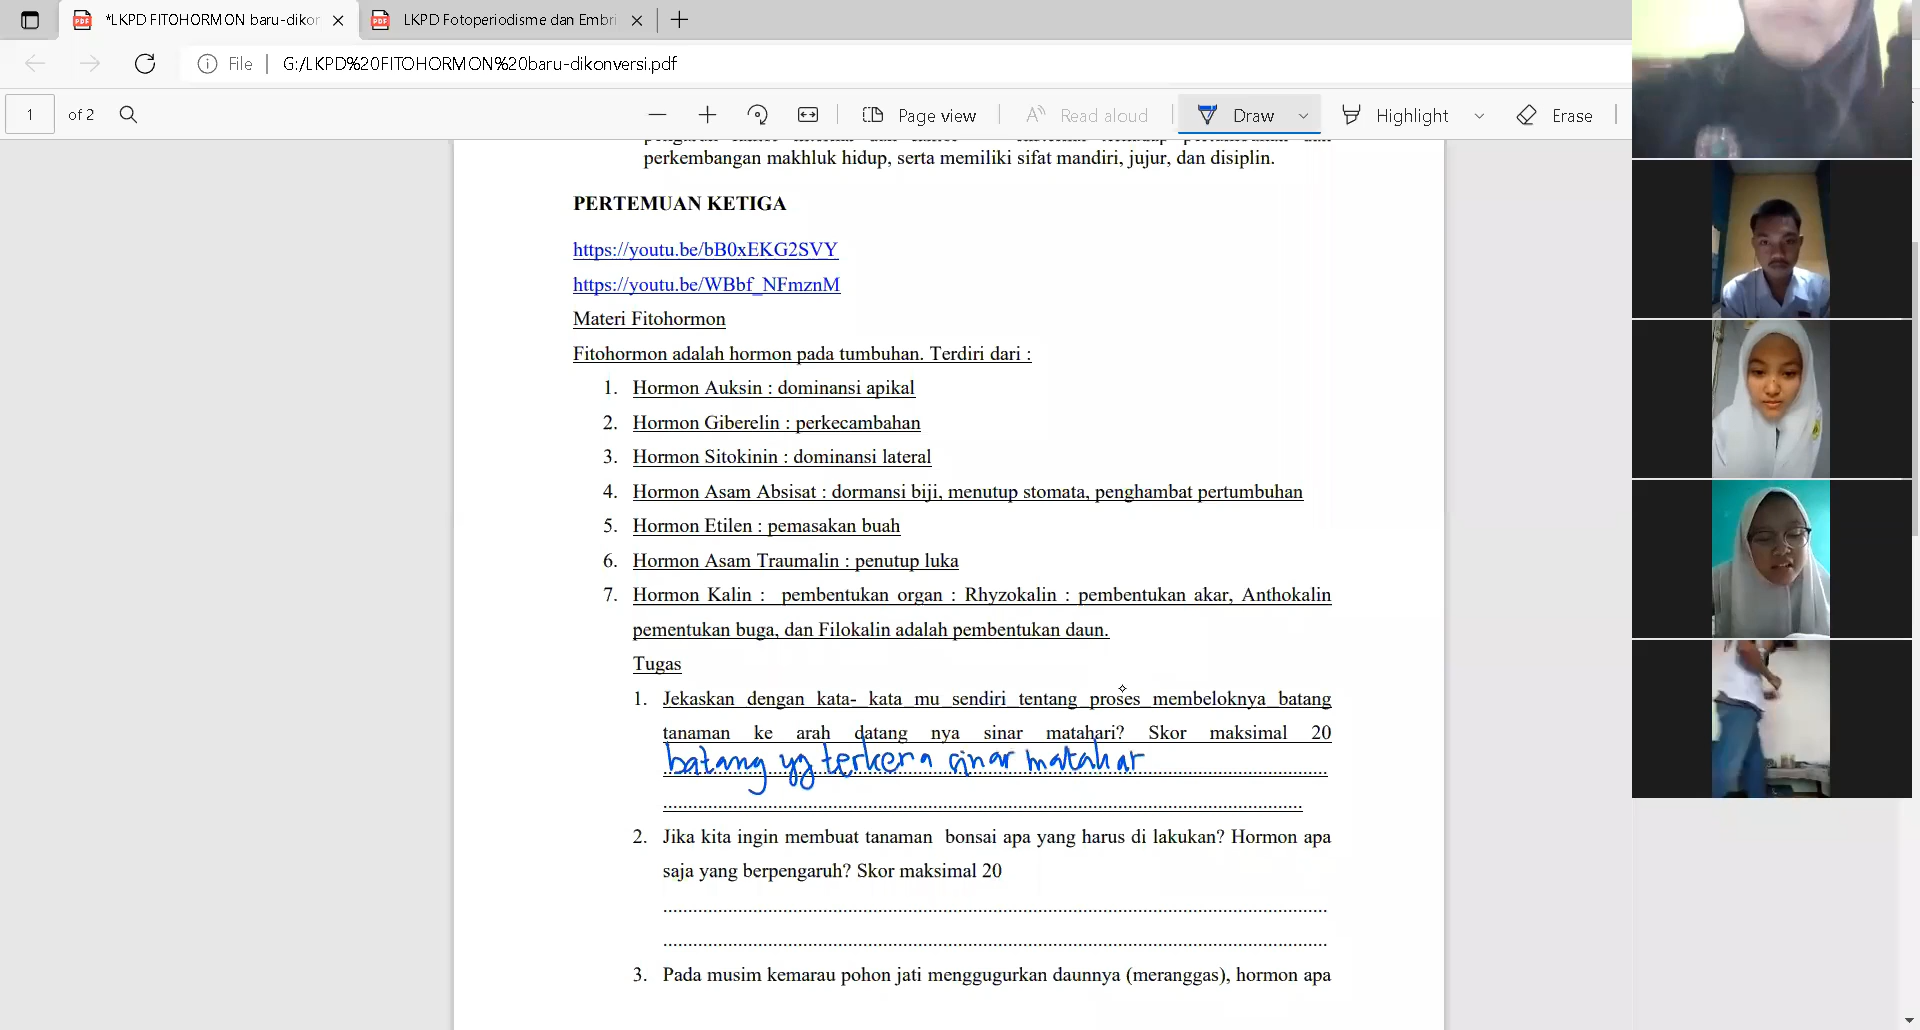 *LKPD FITOHORMON baru-dikor
LKPD Fotoperiodisme dan Embri
File
G:/LKPD%20FITOHORMON%20baru-dikonversi.pdf
1 of 2
Page view
Read aloud
Draw
Highlight
Erase
perkembangan makhluk hidup, serta memiliki sifat mandiri, jujur, dan disiplin.
PERTEMUAN KETIGA
https://youtu.be/bB0xEKG2SVY
https://youtu.be/WBbf_NFmznM
Materi Fitohormon
Fitohormon adalah hormon pada tumbuhan. Terdiri dari :
1. Hormon Auksin : dominansi apikal
2. Hormon Giberelin : perkecambahan
3. Hormon Sitokinin : dominansi lateral
4. Hormon Asam Absisat : dormansi biji, menutup stomata, penghambat pertumbuhan
5. Hormon Etilen : pemasakan buah
6. Hormon Asam Traumalin : penutup luka
7. Hormon Kalin : pembentukan organ : Rhyzokalin : pembentukan akar, Anthokalin
pementukan buga, dan Filokalin adalah pembentukan daun.
Tugas
1. Jekaskan dengan kata- kata mu sendiri tentang proses membeloknya batang
tanaman ke arah datang nya sinar matahari? Skor maksimal 20
batang yg terkena sinar matahar
2. Jika kita ingin membuat tanaman bonsai apa yang harus di lakukan? Hormon apa
saja yang berpengaruh? Skor maksimal 20
3. Pada musim kemarau pohon jati menggugurkan daunnya (meranggas), hormon apa